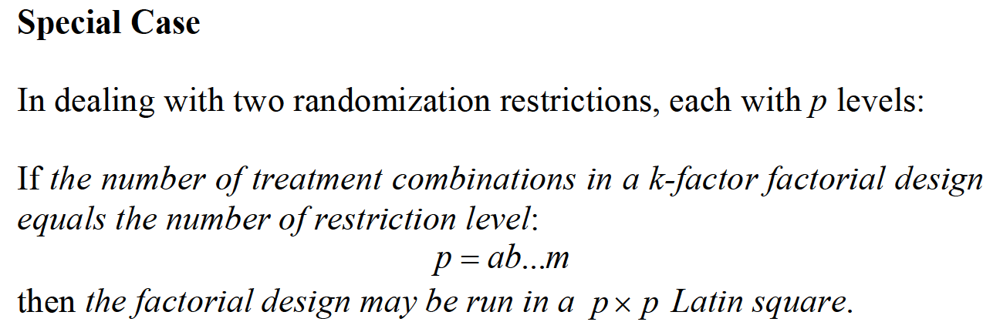 Special Case
In dealing with two randomization restrictions, each with p levels:
If the number of treatment combinations in a k-factor factorial design
equals the number of restriction level:
p = ab...m
then the factorial design may be run in a p × p Latin square.